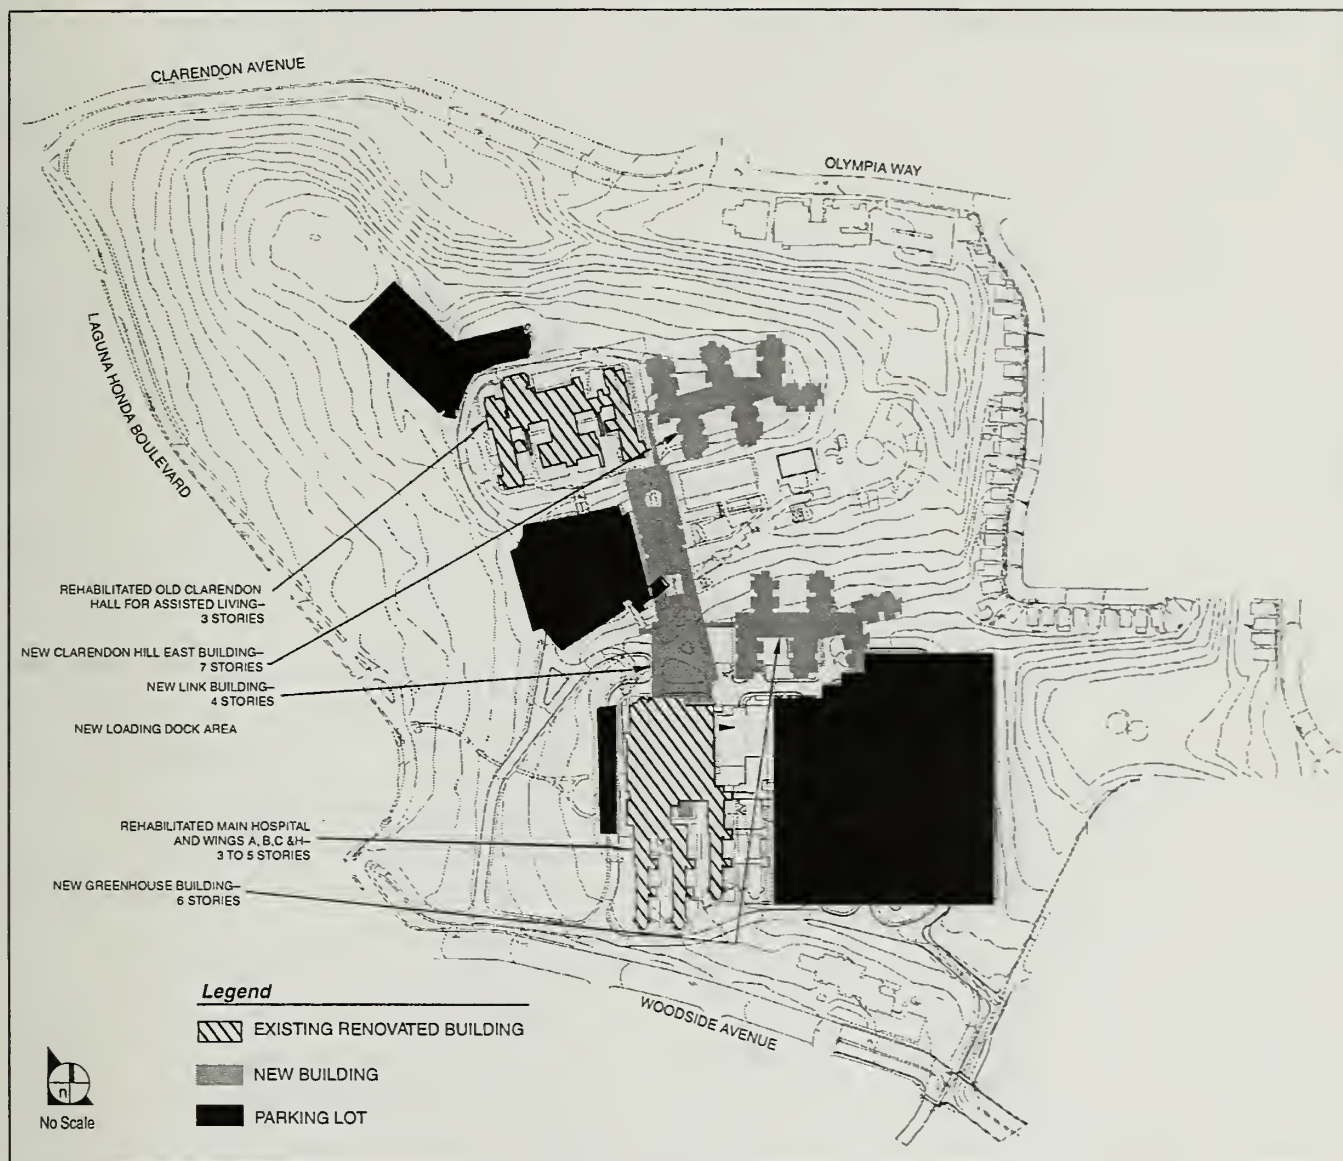 CLARENDON AVENUE
OLYMPIA WAY
LAGUNA HONDA BOULEVARD
REHABILITATED OLD CLARENDON
HALL FOR ASSISTED LIVING–
3 STORIES
NEW CLARENDON HILL EAST BUILDING–
7 STORIES
NEW LINK BUILDING–
4 STORIES
NEW LOADING DOCK AREA
REHABILITATED MAIN HOSPITAL
AND WINGS A, B,C &H–
3 TO 5 STORIES
NEW GREENHOUSE BUILDING–
6 STORIES
WOODSIDE AVENUE
Legend
EXISTING RENOVATED BUILDING
NEW BUILDING
PARKING LOT
n
No Scale